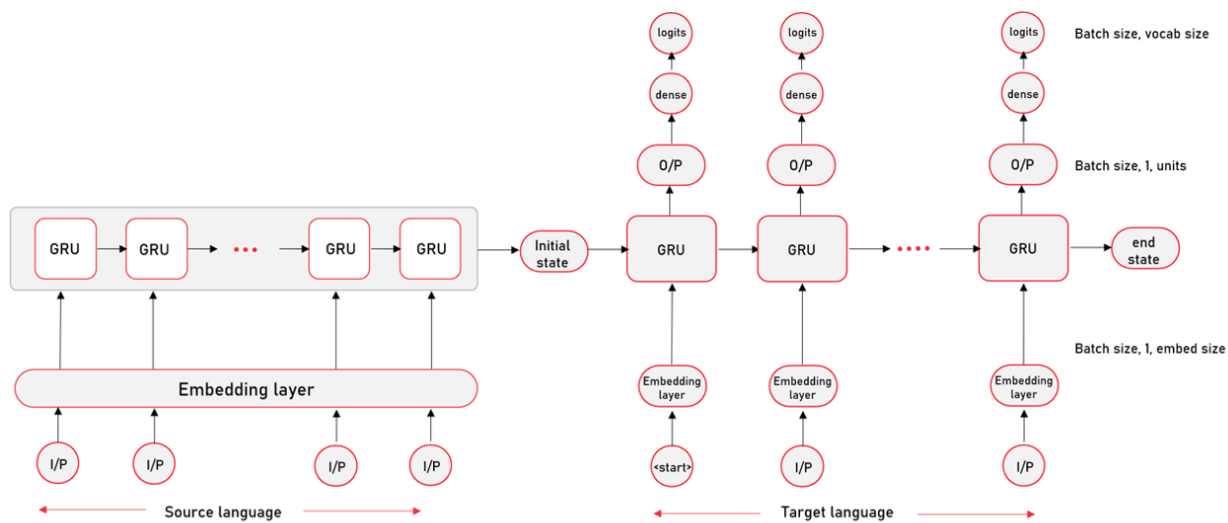 logits
logits
logits
Batch size, vocab size
dense
dense
dense
O/P
O/P
O/P
Batch size, 1, units
GRU
GRU
GRU
GRU
Initial
state
GRU
GRU
GRU
end
state
Batch size, 1, embed size
Embedding layer
Embedding
layer
Embedding
layer
Embedding
layer
I/P
I/P
I/P
I/P
<start>
I/P
I/P
Source language
Target language